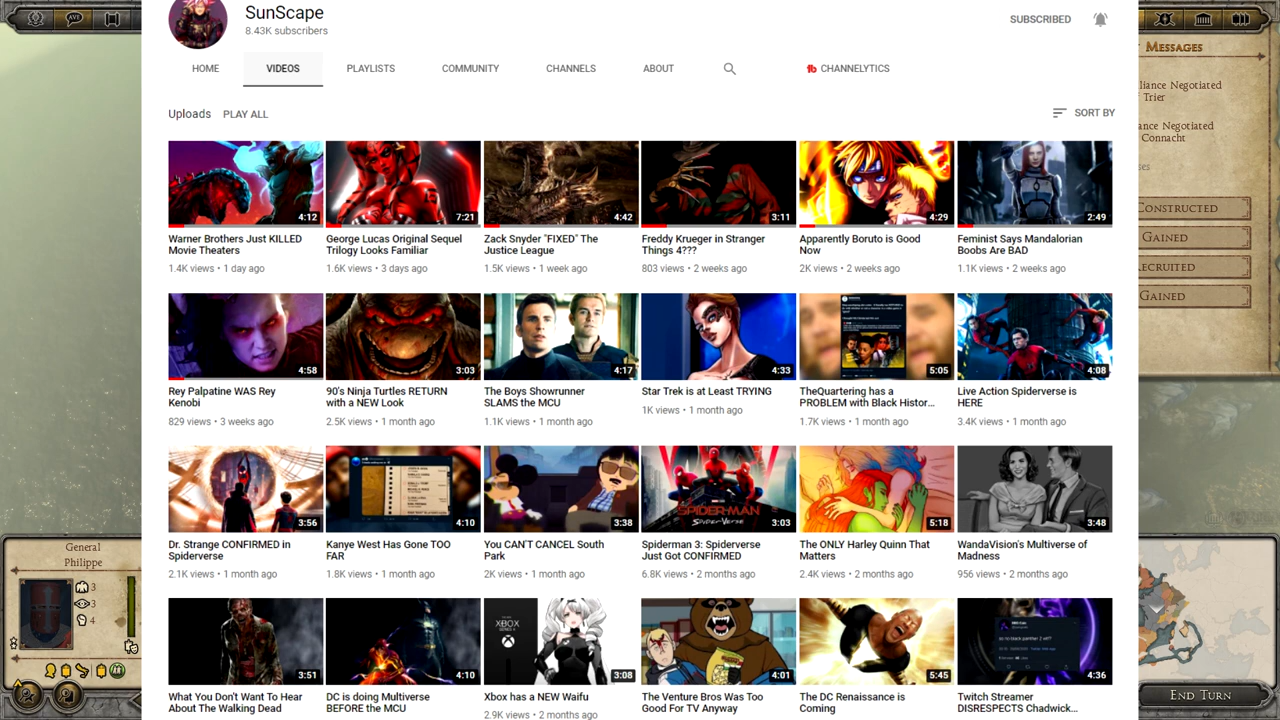 SunScape
8.43K subscribers
SUBSCRIBED
AVE
HOME
VIDEOS
PLAYLISTS
COMMUNITY
CHANNELS
ABOUT
CHANNELYTICS
MESSAGES
liance Negotiated
Trier
ance Negotiated
Connacht
ses
CONSTRUCTED
GAINED
ECRUITED
GAINED
Uploads
PLAY ALL
SORT BY
4:12
7:21
4:42
3:11
4:29
2:49
Warner Brothers Just KILLED
Movie Theaters
1.4K views • 1 day ago
George Lucas Original Sequel
Trilogy Looks Familiar
1.6K views • 3 days ago
Zack Snyder "FIXED" The
Justice League
1.5K views • 1 week ago
Freddy Krueger in Stranger
Things 4???
803 views • 2 weeks ago
Apparently Boruto is Good
Now
2K views • 2 weeks ago
Feminist Says Mandalorian
Boobs Are BAD
1.1K views • 2 weeks ago
4:58
3:03
4:17
4:33
5:05
4:08
Rey Palpatine WAS Rey
Kenobi
829 views • 3 weeks ago
90's Ninja Turtles RETURN
with a NEW Look
2.5K views • 1 month ago
The Boys Showrunner
SLAMS the MCU
1.1K views • 1 month ago
Star Trek is at Least TRYING
1K views • 1 month ago
TheQuartering has a
PROBLEM with Black Histor...
1.7K views • 1 month ago
Live Action Spiderverse is
HERE
3.4K views • 1 month ago
3:56
4:10
3:38
SPIDER-MAN
SPIDER-VERSE
3:03
5:18
3:48
Dr. Strange CONFIRMED in
Spiderverse
2.1K views • 1 month ago
Kanye West Has Gone TOO
FAR
1.8K views • 1 month ago
You CAN'T CANCEL South
Park
2K views • 1 month ago
Spiderman 3: Spiderverse
Just Got CONFIRMED
6.8K views • 2 months ago
The ONLY Harley Quinn That
Matters
2.4K views • 2 months ago
WandaVision's Multiverse of
Madness
956 views • 2 months ago
General
Philippe
3
3
4
3:51
4:10
XBOX
3:08
4:01
5:45
4:36
What You Don't Want To Hear
About The Walking Dead
DC is doing Multiverse
BEFORE the MCU
Xbox has a NEW Waifu
2.9K views • 2 months ago
The Venture Bros Was Too
Good For TV Anyway
The DC Renaissance is
Coming
Twitch Streamer
DISRESPECTS Chadwick...
END TURN